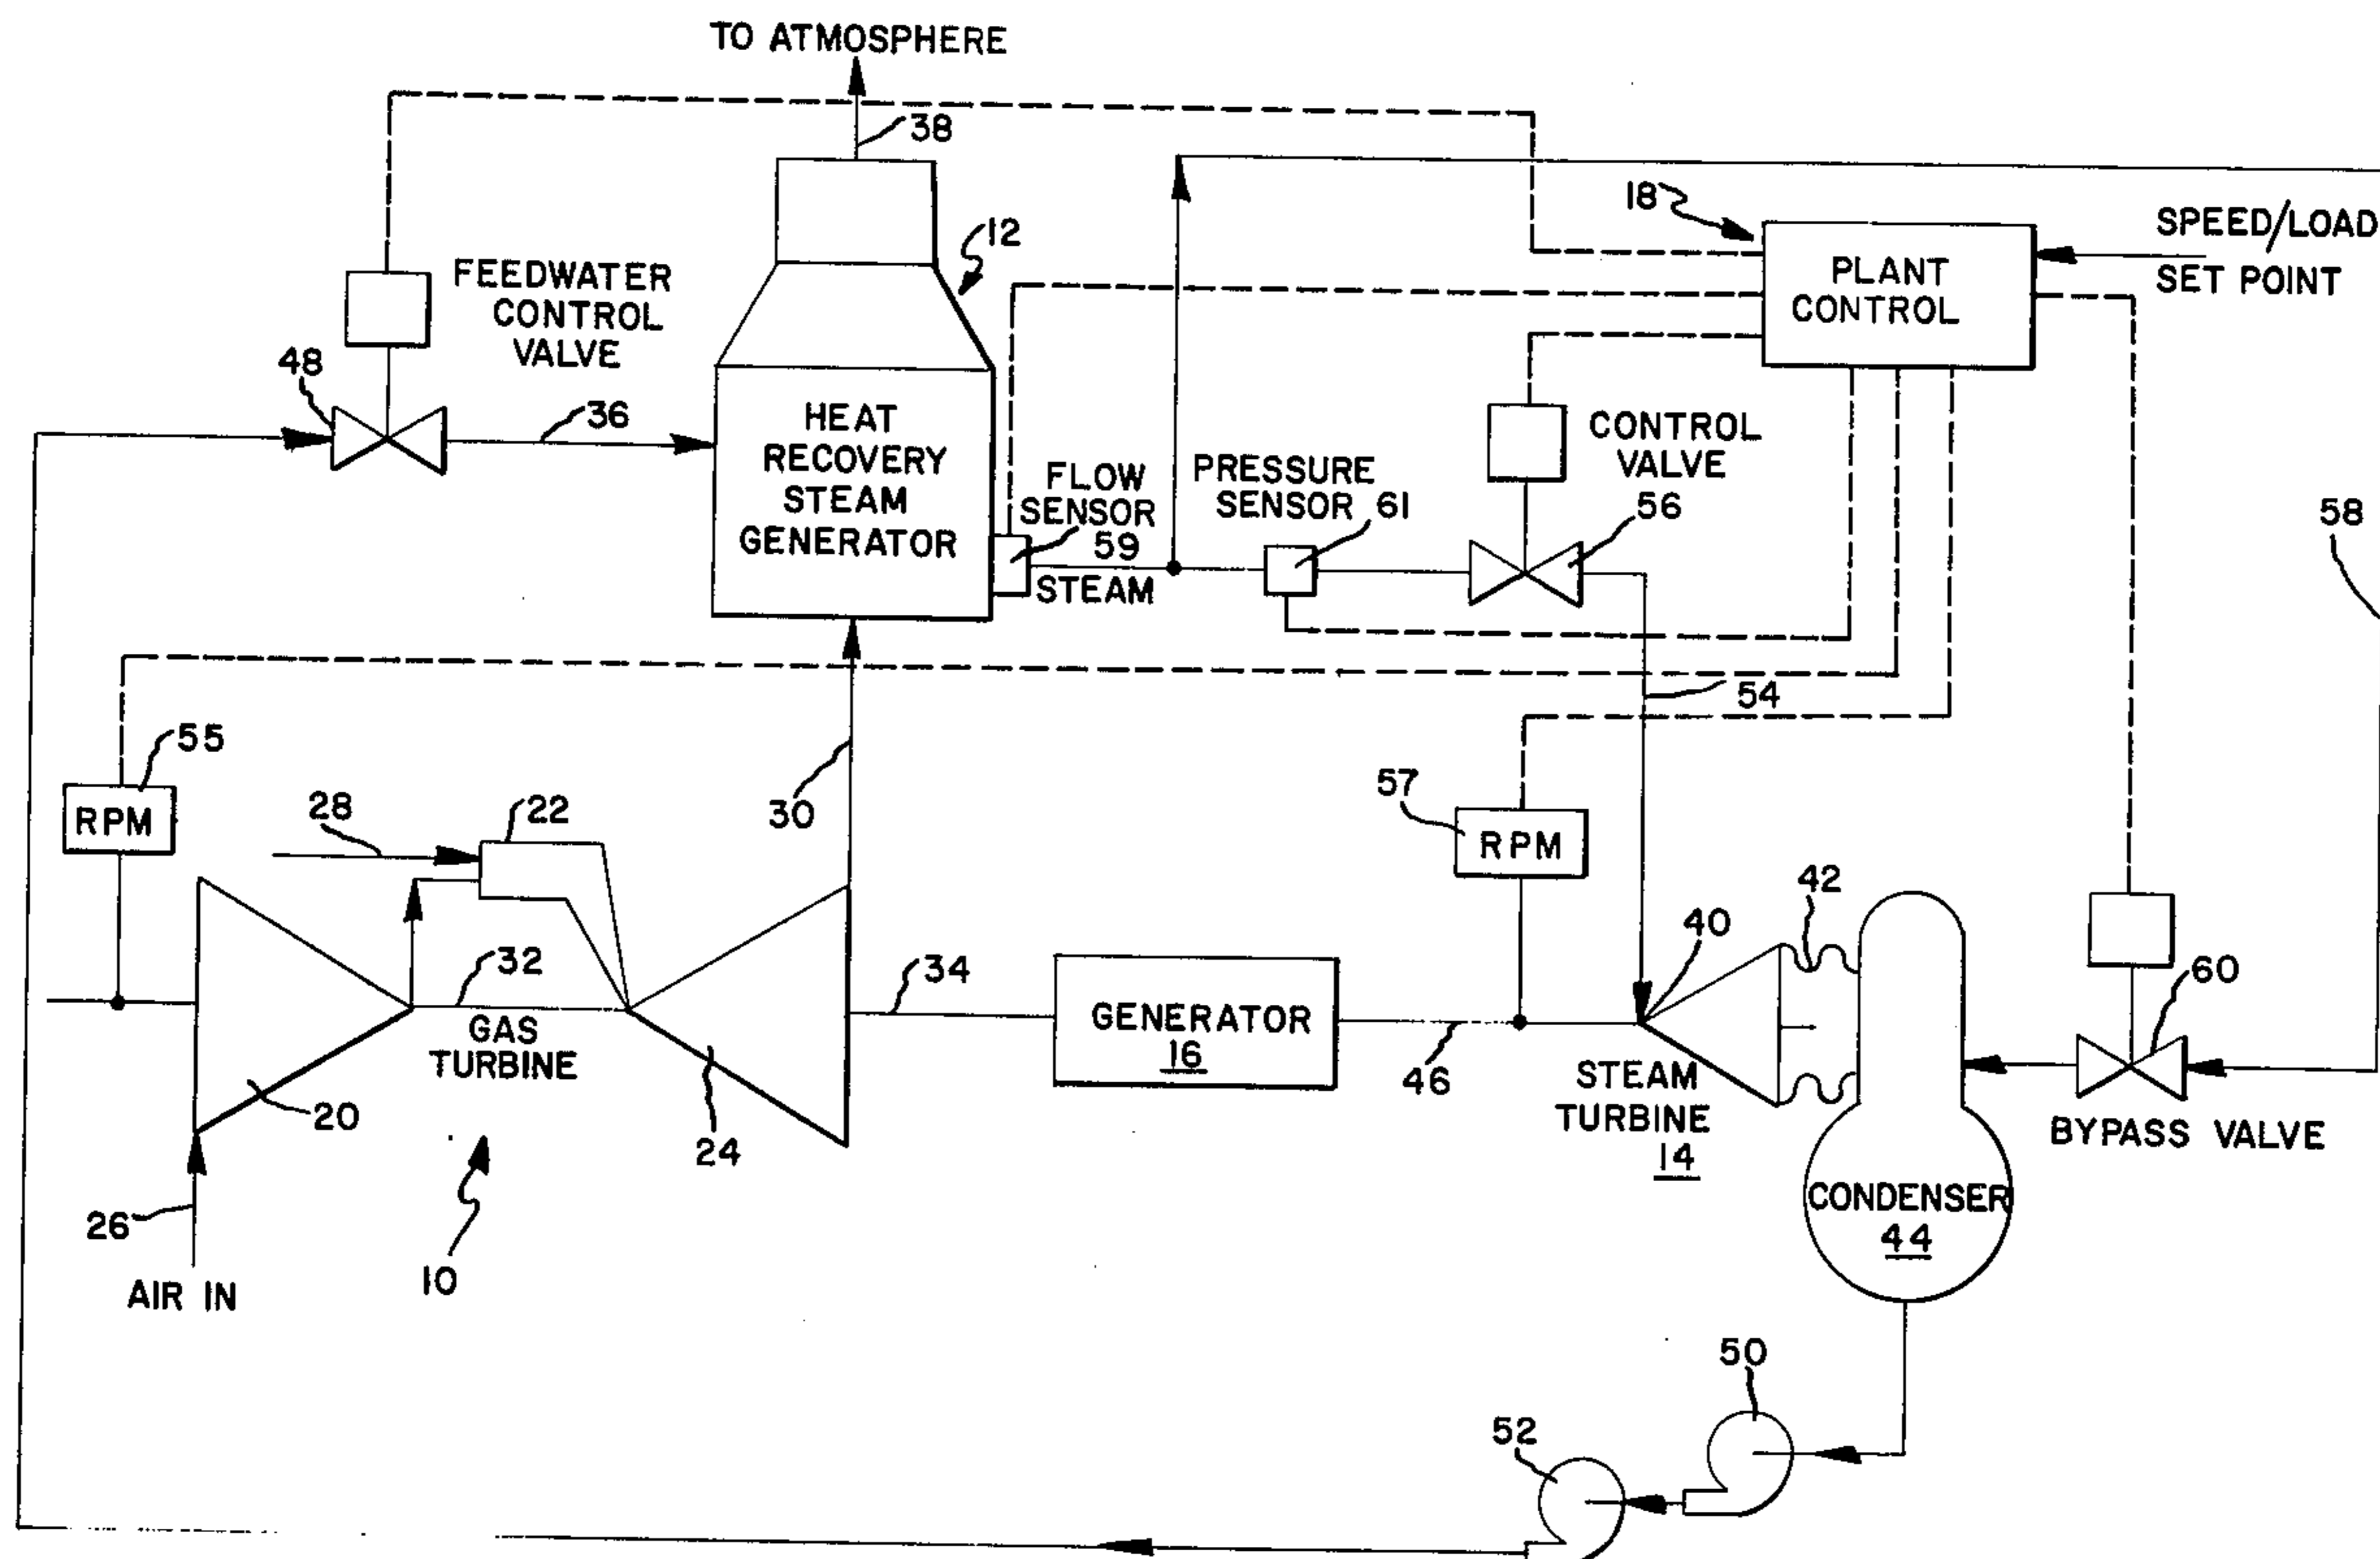 TO ATMOSPHERE
38
18
SPEED/LOAD
SET POINT
PLANT
CONTROL
12
FEEDWATER
CONTROL
VALVE
48
36
HEAT
RECOVERY
STEAM
GENERATOR
FLOW
SENSOR
59
STEAM
PRESSURE
SENSOR 61
CONTROL
VALVE
56
58
54
55
RPM
28
22
30
57
RPM
42
40
60
32
GAS
TURBINE
34
GENERATOR
16
46
STEAM
TURBINE
14
BYPASS VALVE
20
24
26
AIR IN
10
CONDENSER
44
50
52